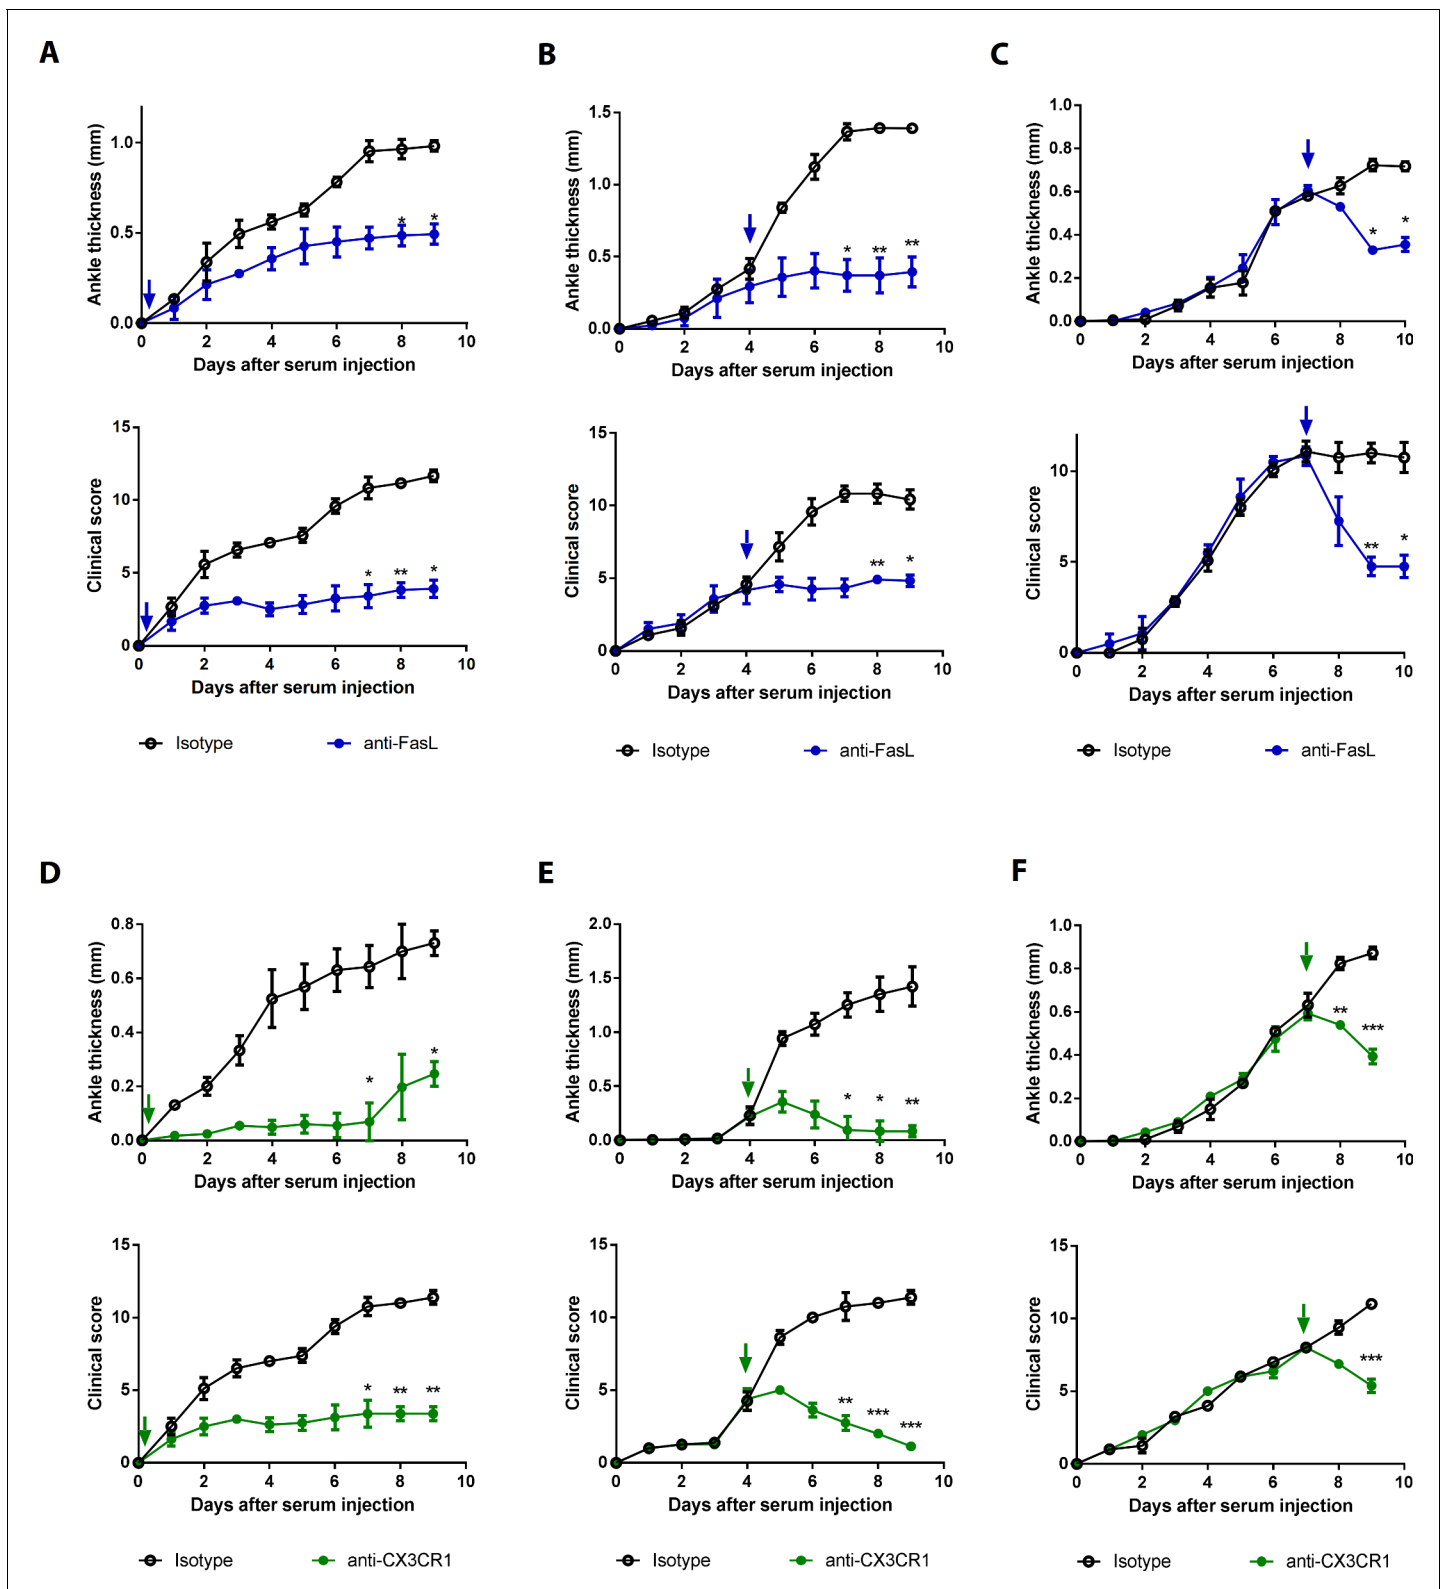 A
B
C
Ankle thickness (mm)
1.0
0.5
0.0
0 2 4 6 8 10
* *
Days after serum injection
Ankle thickness (mm)
1.5
1.0
0.5
0.0
0 2 4 6 8 10
* ** **
Days after serum injection
Ankle thickness (mm)
1.0
0.8
0.6
0.4
0.2
0.0
0 2 4 6 8 10
* *
Days after serum injection
Clinical score
15
10
5
0
0 2 4 6 8 10
* ** *
Days after serum injection
Clinical score
15
10
5
0
0 2 4 6 8 10
** *
Days after serum injection
Clinical score
10
5
0
0 2 4 6 8 10
** *
Days after serum injection
Isotype anti-FasL
Isotype anti-FasL
Isotype anti-FasL
D
E
F
Ankle thickness (mm)
0.8
0.6
0.4
0.2
0.0
0 2 4 6 8 10
* *
Days after serum injection
Ankle thickness (mm)
2.0
1.5
1.0
0.5
0.0
0 2 4 6 8 10
* * **
Days after serum injection
Ankle thickness (mm)
1.0
0.8
0.6
0.4
0.2
0.0
0 2 4 6 8 10
** ***
Days after serum injection
Clinical score
15
10
5
0
0 2 4 6 8 10
* ** **
Days after serum injection
Clinical score
15
10
5
0
0 2 4 6 8 10
** *** ***
Days after serum injection
Clinical score
15
10
5
0
0 2 4 6 8 10
***
Days after serum injection
Isotype anti-CX3CR1
Isotype anti-CX3CR1
Isotype anti-CX3CR1